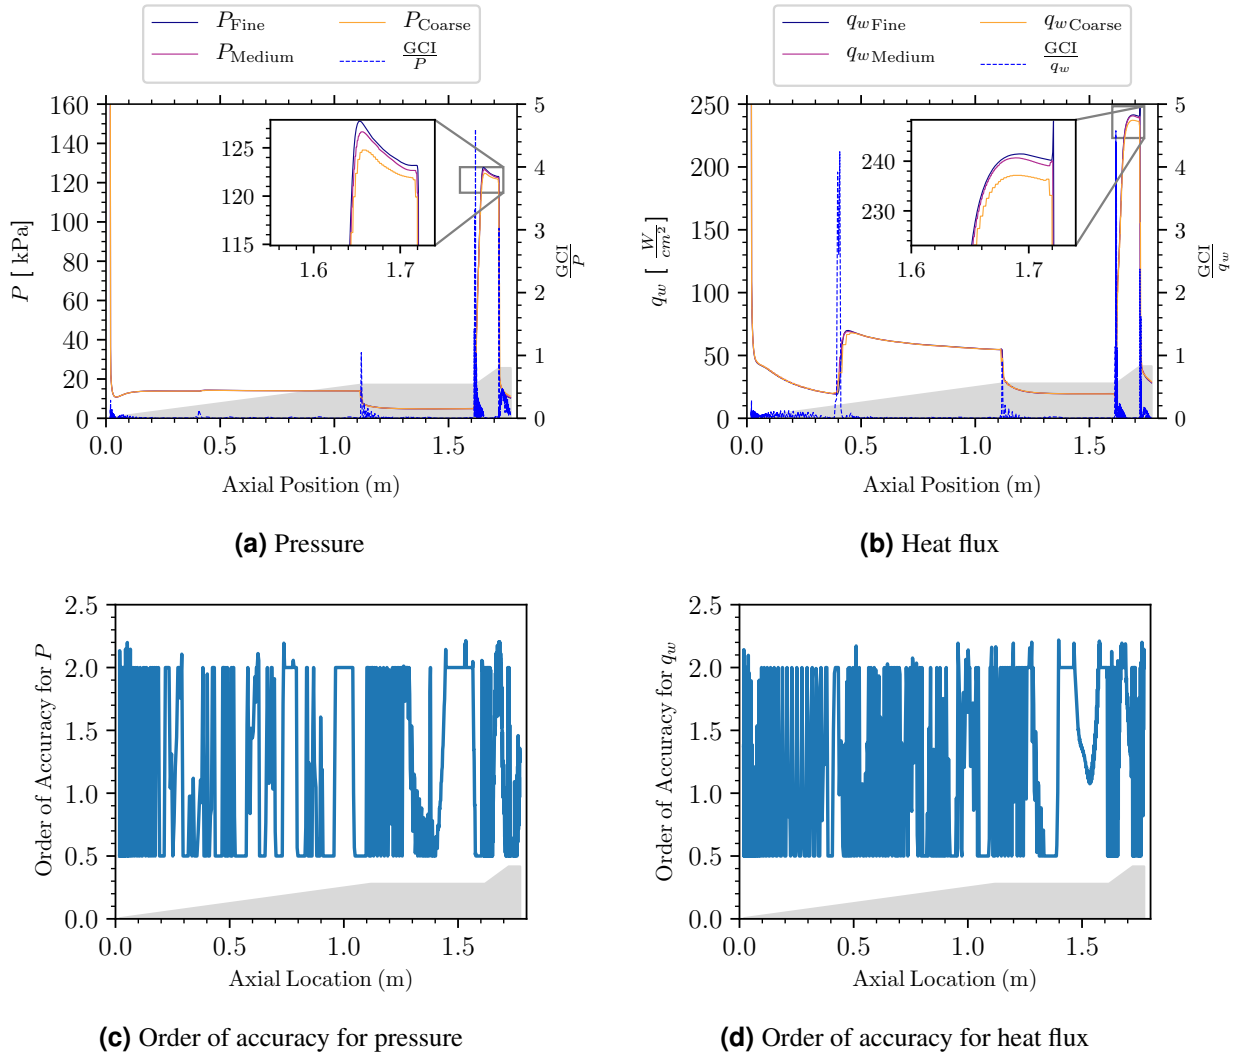 P_Fine P_Coarse
P_Medium GCI/P
160
140
120
100
80
60
40
20
0
P [ kPa]
5
4
3
2
1
0
GCI/P
125
122
119
115
1.6 1.7
0.0 0.5 1.0 1.5
Axial Position (m)
(a) Pressure
q_w Fine q_w Coarse
q_w Medium GCI/q_w
250
200
150
100
50
0
q_w [ W/cm^2 ]
5
4
3
2
1
0
GCI/q_w
240
230
1.6 1.7
0.0 0.5 1.0 1.5
Axial Position (m)
(b) Heat flux
2.5
2.0
1.5
1.0
0.5
0.0
Order of Accuracy for P
0.0 0.5 1.0 1.5
Axial Location (m)
(c) Order of accuracy for pressure
2.5
2.0
1.5
1.0
0.5
0.0
Order of Accuracy for q_w
0.0 0.5 1.0 1.5
Axial Location (m)
(d) Order of accuracy for heat flux